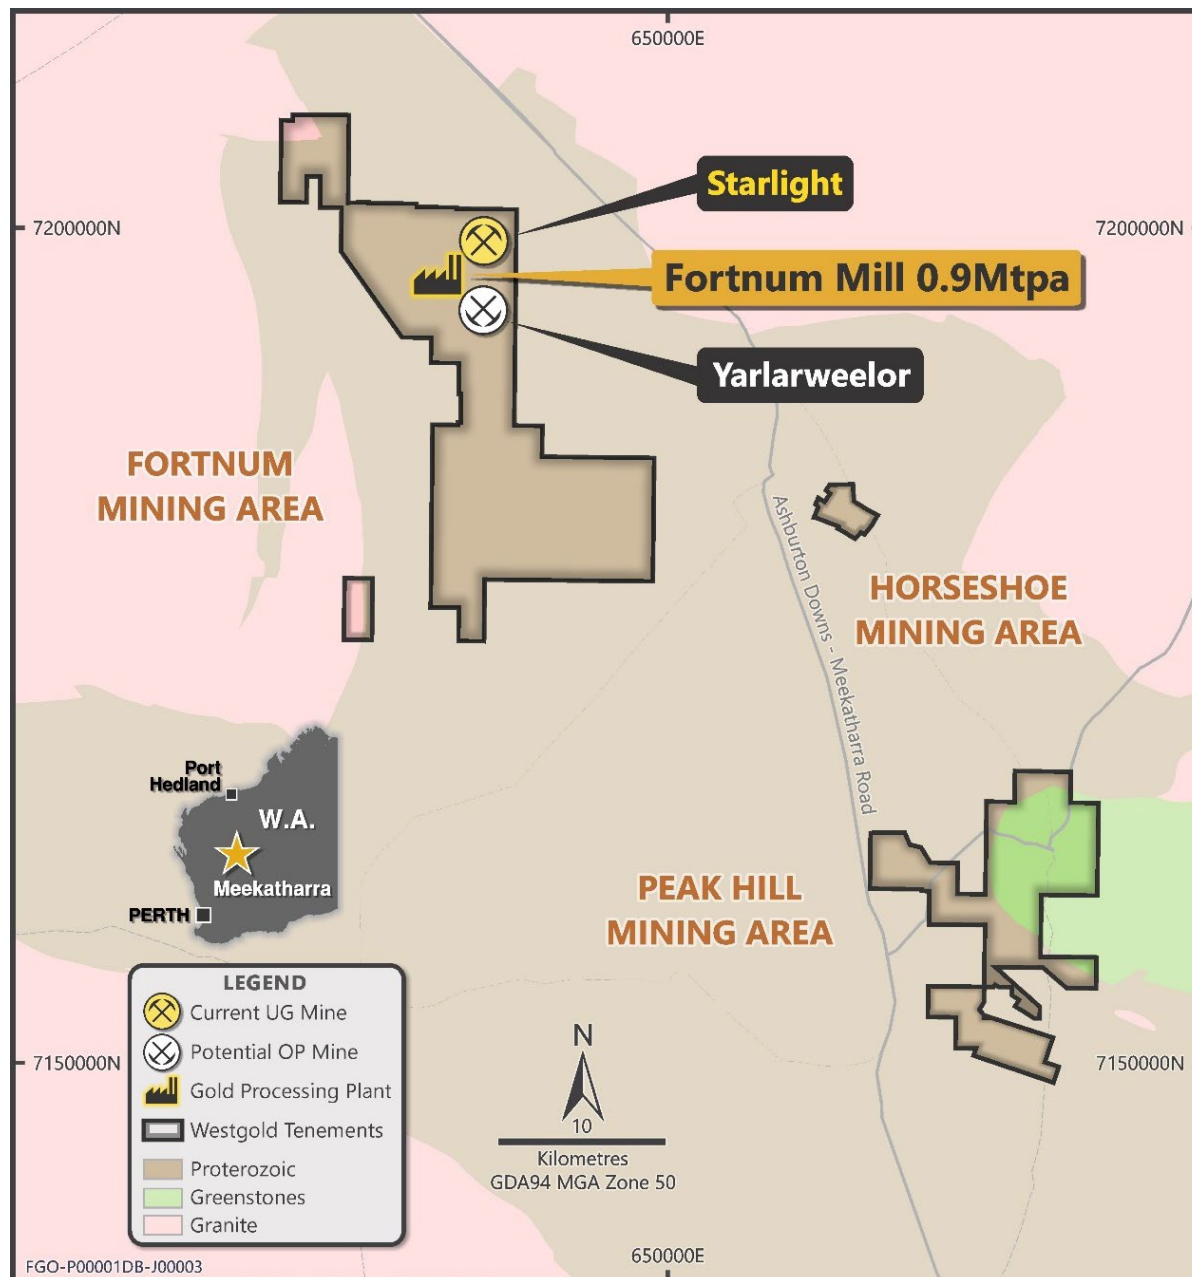 650000E
Starlight
7200000N
7200000N
Fortnum Mill 0.9Mtpa
Yarlarweelor
FORTNUM
MINING AREA
Ashburton Downs - Meekatharra Road
HORSESHOE
MINING AREA
Port
Hedland
W.A.
Meekatharra
PERTH
PEAK HILL
MINING AREA
LEGEND
Current UG Mine
Potential OP Mine
Gold Processing Plant
Westgold Tenements
Proterozoic
Greenstones
Granite
7150000N
7150000N
N
10
Kilometres
GDA94 MGA Zone 50
650000E
FGO-P00001DB-J00003